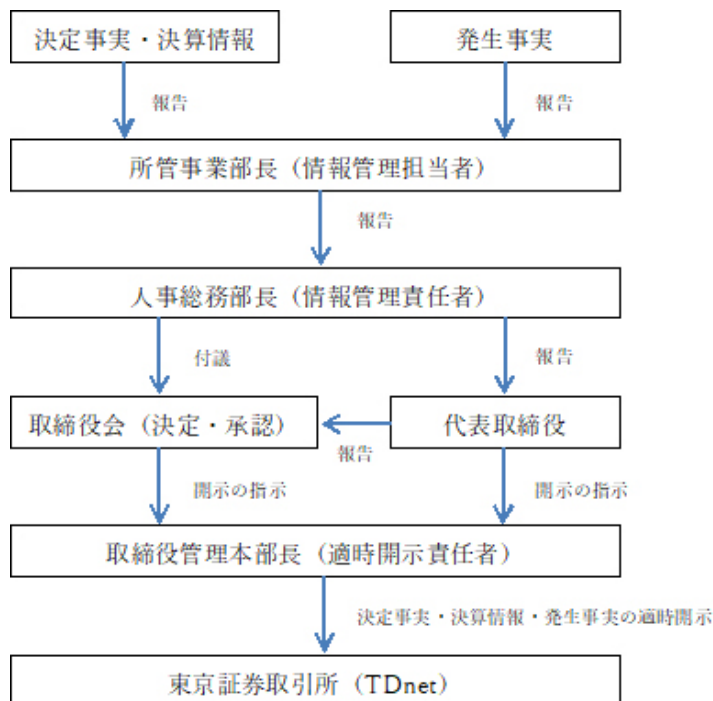 決定事実・決算情報
発生事実
報告
報告
所管事業部長（情報管理担当者）
報告
人事総務部長（情報管理責任者）
付議
報告
取締役会（決定・承認）
代表取締役
報告
開示の指示
開示の指示
取締役管理本部長（適時開示責任者）
決定事実・決算情報・発生事実の適時開示
東京証券取引所（TDnet）